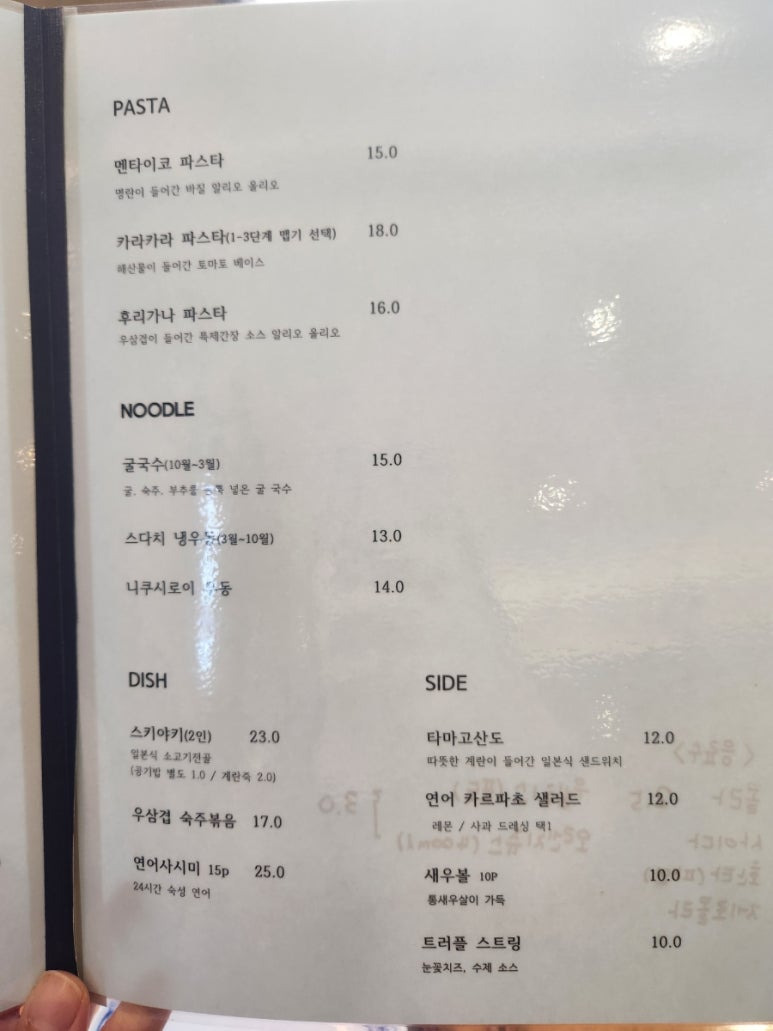 PASTA
멘타이코 파스타 15.0
명란이 들어간 바질 알리오 올리오
카라카라 파스타(1-3단계 맵기 선택) 18.0
해산물이 들어간 토마토 베이스
후리가나 파스타 16.0
우삼겹이 들어간 특제간장 소스 알리오 올리오
NOODLE
굴국수(10월~3월) 15.0
굴. 숙주. 부추를 넣은 굴 국수
스다치 냉우동(3월~10월) 13.0
니쿠시로이 우동 14.0
DISH
스키야키(2인) 23.0
일본식 소고기전골
(공기밥 별도 1.0 / 계란죽 2.0)
우삼겹 숙주볶음 17.0
연어사시미 15p 25.0
24시간 숙성 연어
SIDE
타마고산도 12.0
따뜻한 계란이 들어간 일본식 샌드위치
연어 카르파초 샐러드 12.0
레몬 / 사과 드레싱 택1
새우볼 10P 10.0
통새우살이 가득
트러플 스트링 10.0
눈꽃치즈, 수제 소스